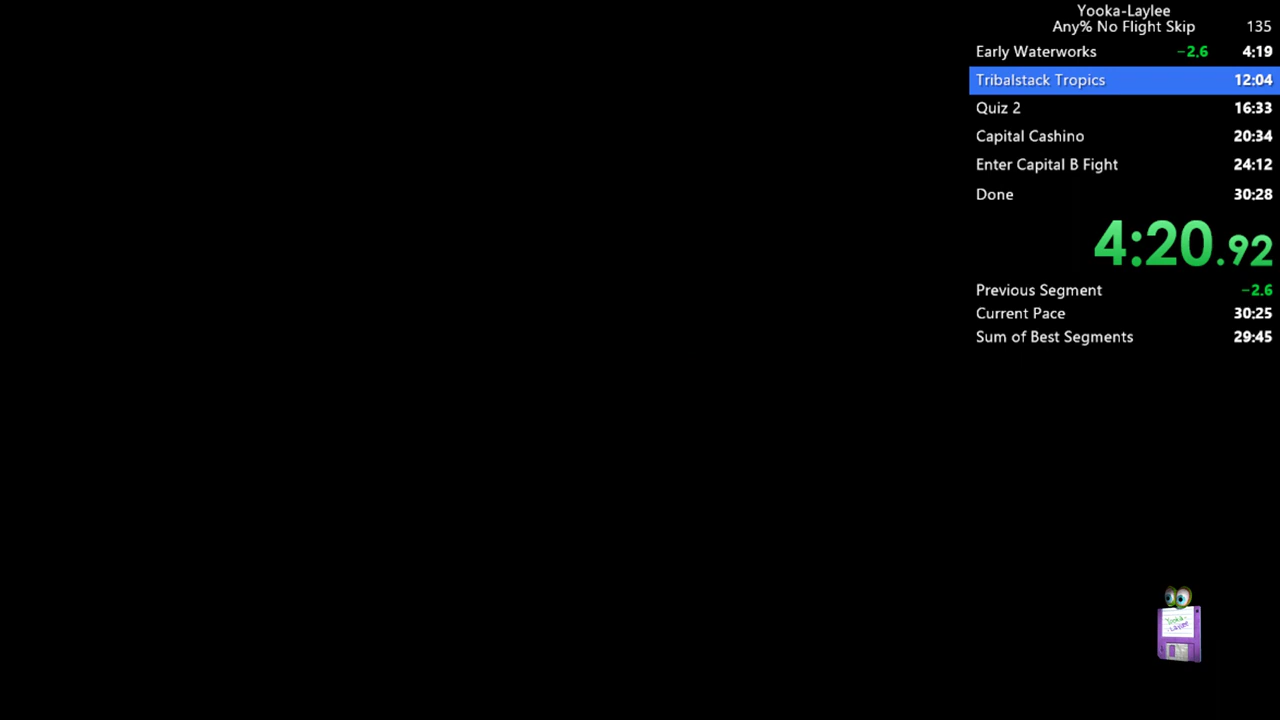 Yooka-Laylee
Any% No Flight Skip 135
Early Waterworks −2.6 4:19
Tribalstack Tropics 12:04
Quiz 2 16:33
Capital Cashino 20:34
Enter Capital B Fight 24:12
Done 30:28
4:20.92
Previous Segment −2.6
Current Pace 30:25
Sum of Best Segments 29:45
Yooka-
Laylee